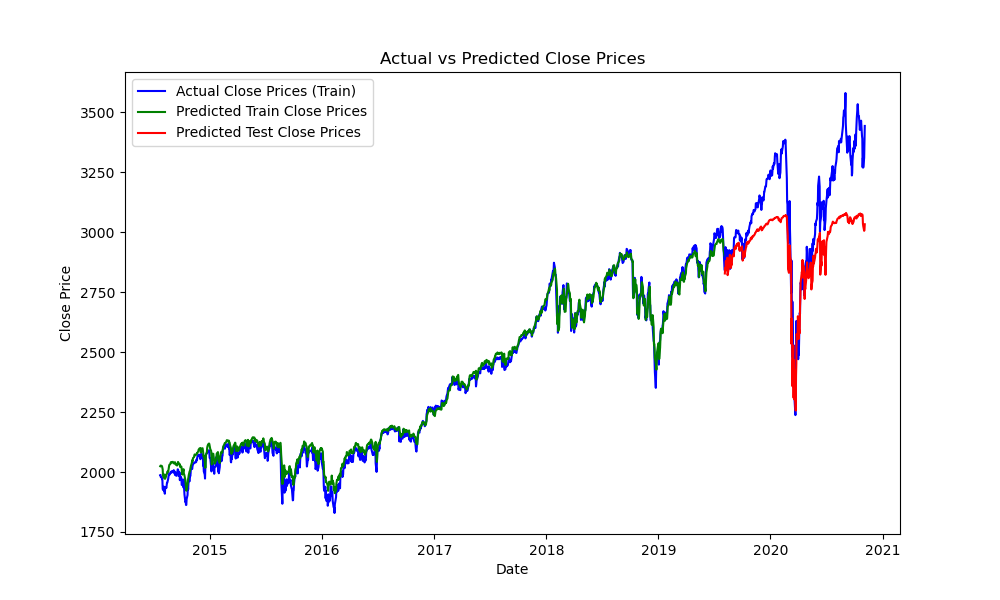 Actual vs Predicted Close Prices
Actual Close Prices (Train)
Predicted Train Close Prices
Predicted Test Close Prices
3500
3250
3000
2750
2500
2250
2000
1750
Close Price
2015 2016 2017 2018 2019 2020 2021
Date